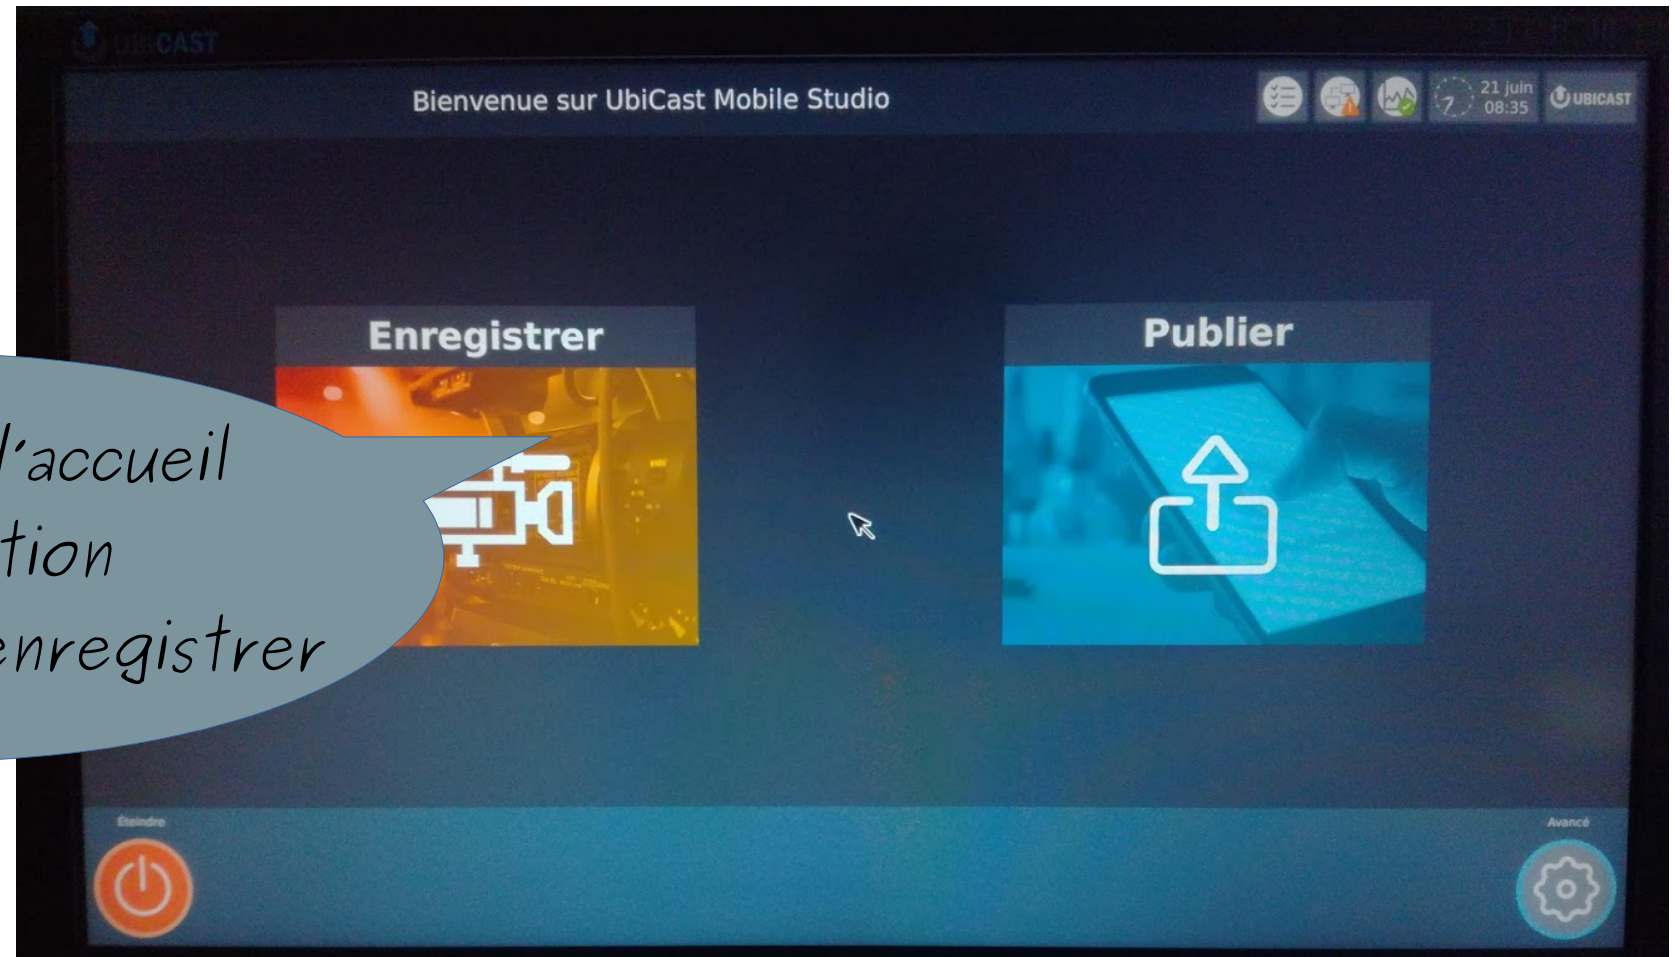 UBICAST
Bienvenue sur UbiCast Mobile Studio
21 juin
08:35
UBICAST
Enregistrer
Publier
l'accueil
tion
enregistrer
Éteindre
Avancé